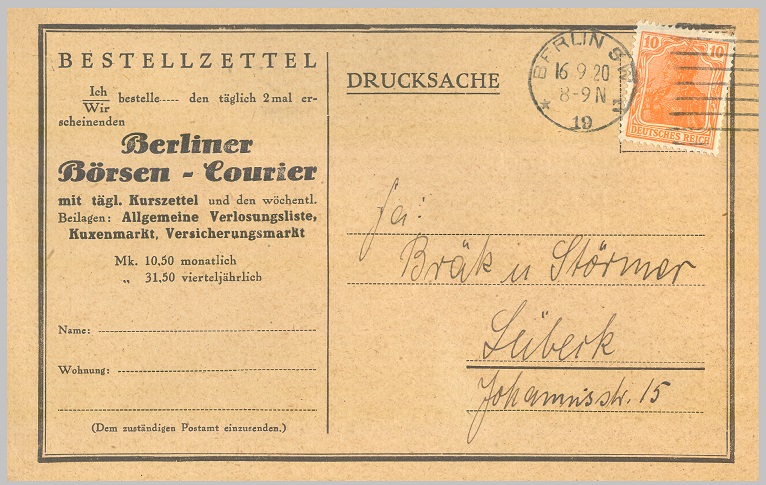 BESTELLZETTEL
Ich
Wir
bestelle..... den täglich 2 mal er-
scheinenden
Berliner
Börsen - Courier
mit tägl. Kurszettel und den wöchentl.
Beilagen: Allgemeine Verlosungsliste,
Kuxenmarkt, Versicherungsmarkt
Mk. 10,50 monatlich
„ 31,50 vierteljährlich
Name:
Wohnung:
(Dem zuständigen Postamt einzusenden.)
DRUCKSACHE
BERLIN S.W.
16 9 20
8-9 N
19
10 10
DEUTSCHES REICH
Fa:
Bräk u Störmer
Lübeck
Johannisstr. 15